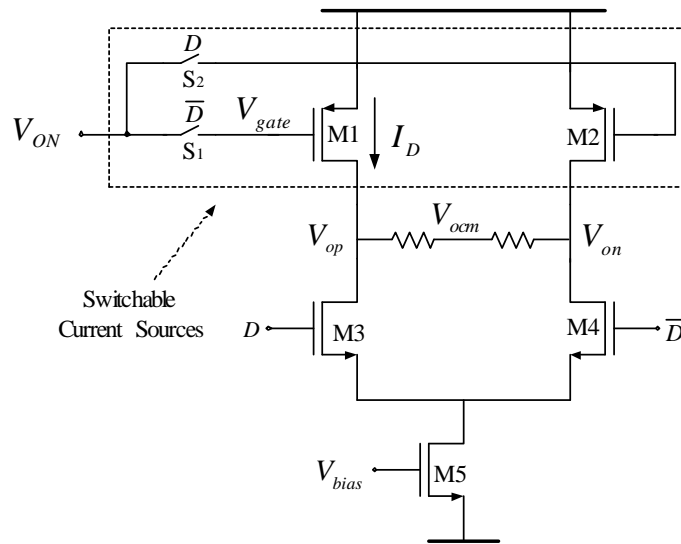 D
S2
D̅
V_ON
S1
V_gate
M1
I_D
M2
V_op
V_ocm
V_on
Switchable
Current Sources
D
M3
M4
D̅
V_bias
M5